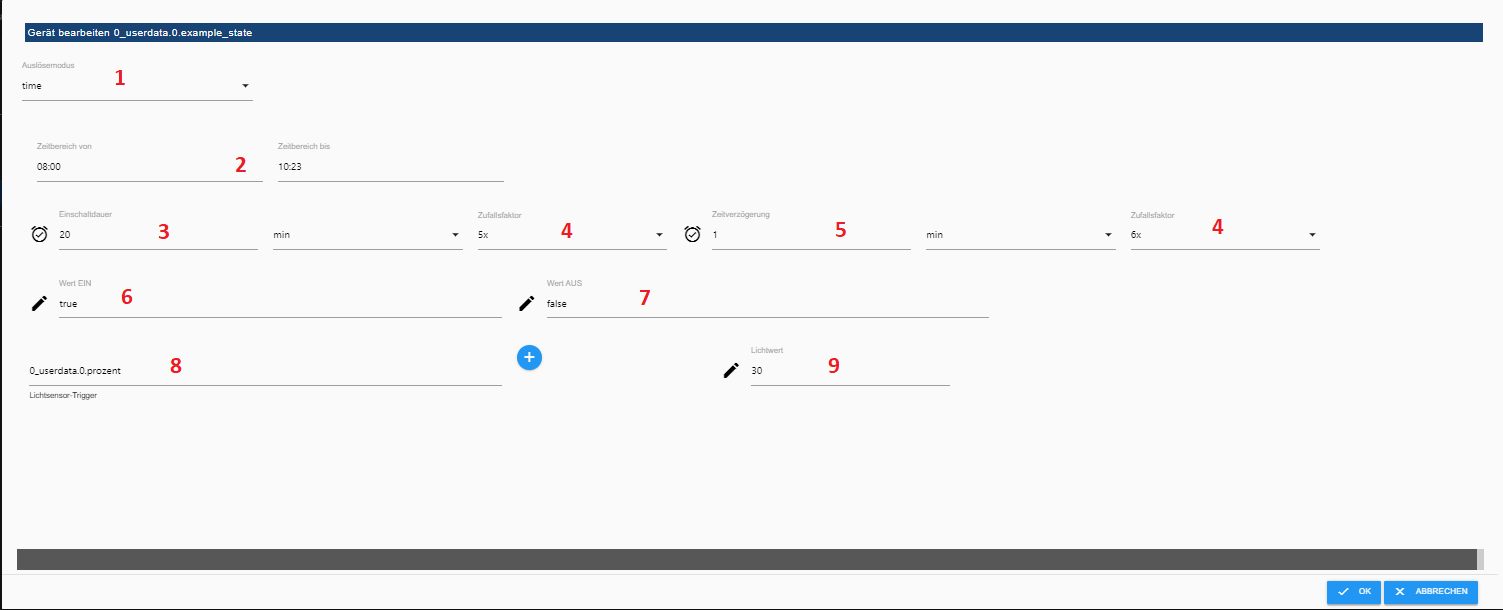 Gerät bearbeiten 0_userdata.0.example_state
Auslösemodus
time
1
Zeitbereich von
Zeitbereich bis
08:00
2
10:23
Einschaltdauer
Zufallsfaktor
Zeitverzögerung
Zufallsfaktor
20
3
min
5x
4
1
5
min
6x
4
Wert EIN
Wert AUS
true
6
false
7
Lichtwert
0_userdata.0.prozent
8
+
30
9
Lichtsensor-Trigger
OK
ABBRECHEN